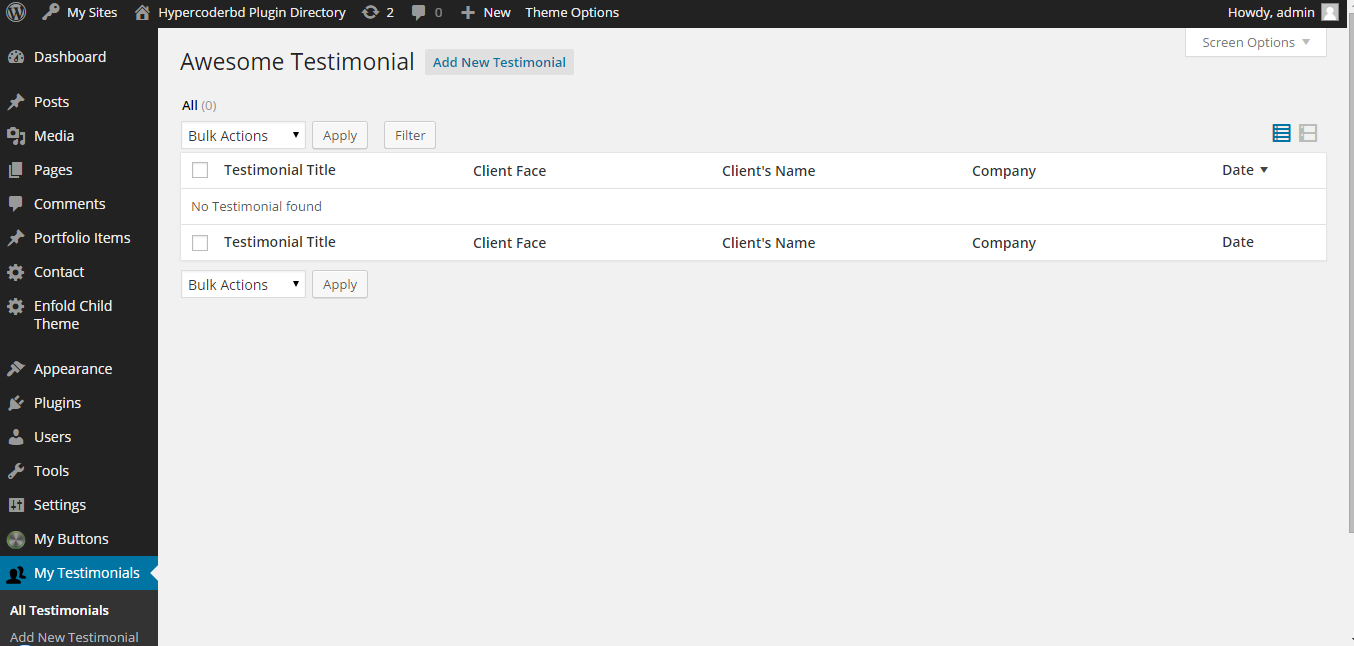 My Sites Hypercoderbd Plugin Directory 2 0 New Theme Options Howdy, admin
Screen Options
Dashboard
Posts
Media
Pages
Comments
Portfolio Items
Contact
Enfold Child
Theme
Appearance
Plugins
Users
Tools
Settings
My Buttons
My Testimonials
All Testimonials
Add New Testimonial
Awesome Testimonial Add New Testimonial
All (0)
Bulk Actions Apply Filter
Testimonial Title Client Face Client's Name Company Date
No Testimonial found
Testimonial Title Client Face Client's Name Company Date
Bulk Actions Apply